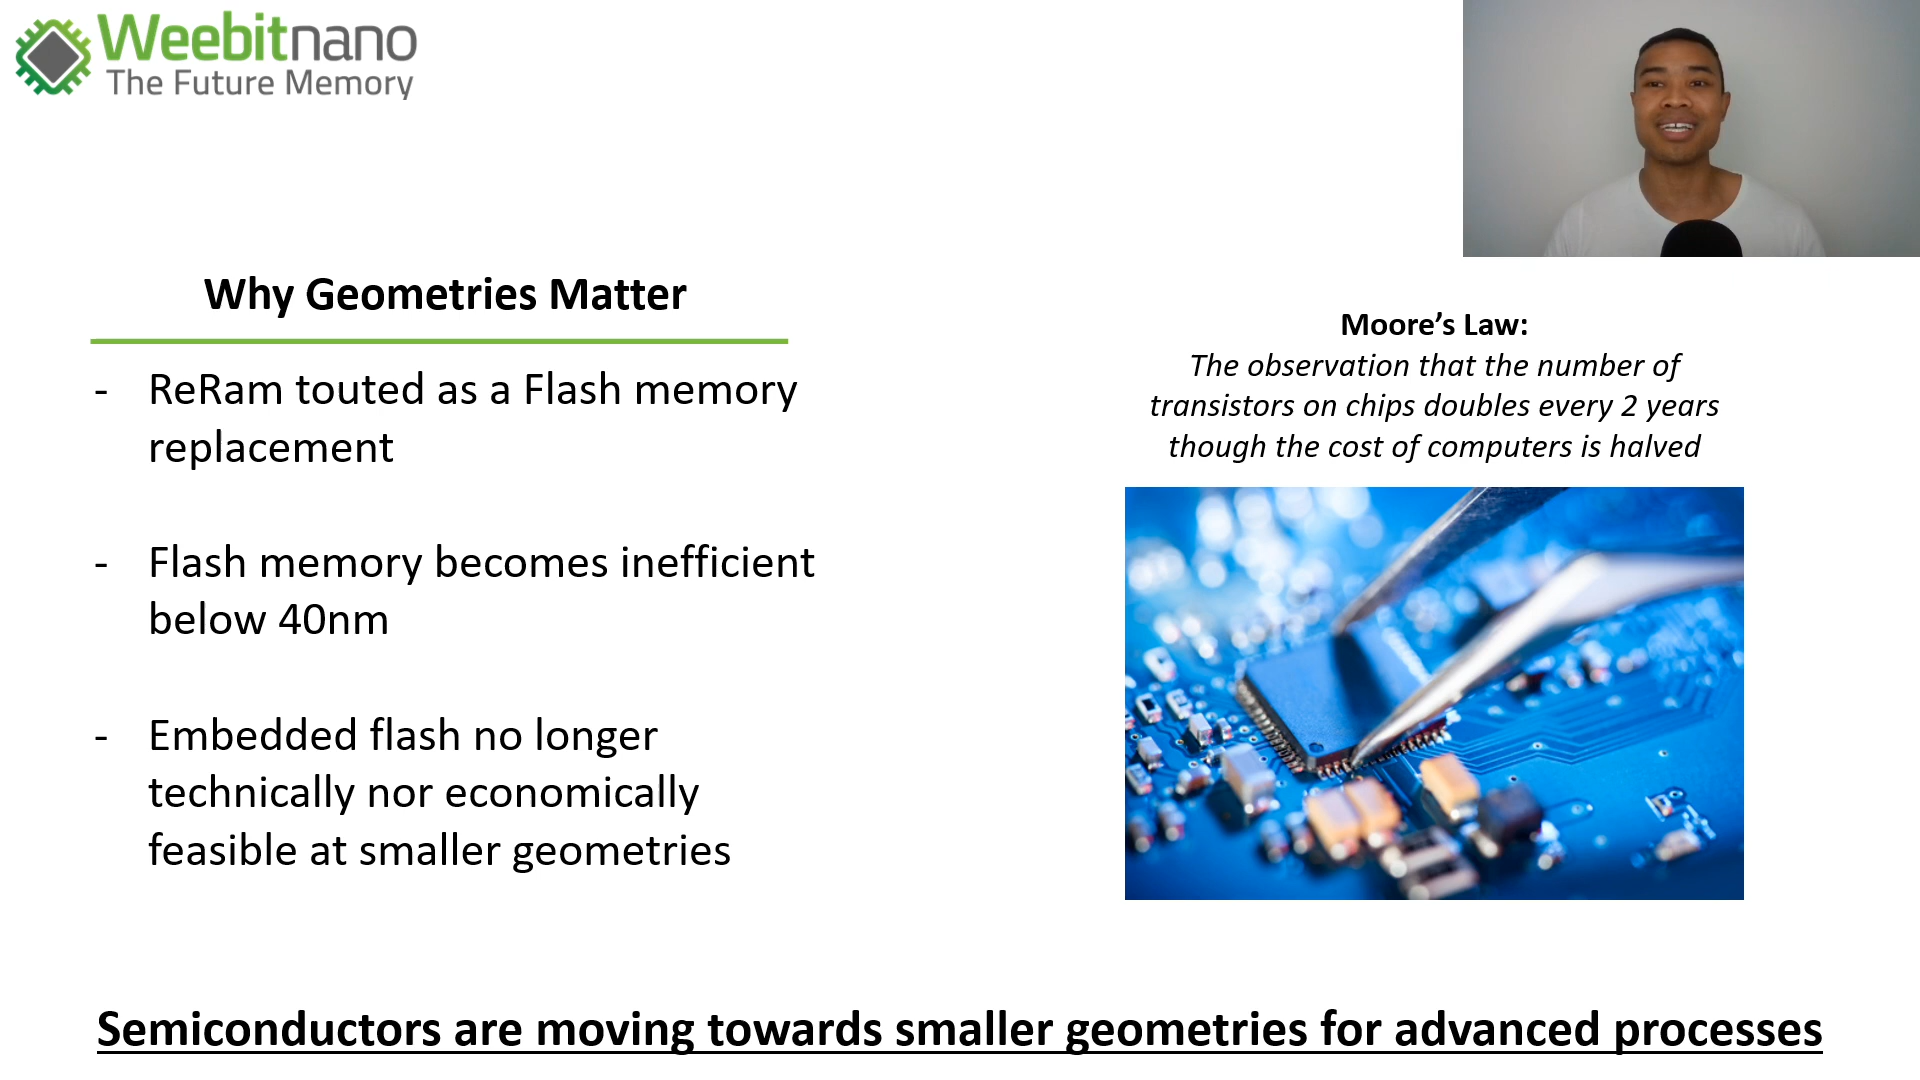 Weebitnano
The Future Memory
Why Geometries Matter
- ReRam touted as a Flash memory
replacement
- Flash memory becomes inefficient
below 40nm
- Embedded flash no longer
technically nor economically
feasible at smaller geometries
Moore’s Law:
The observation that the number of
transistors on chips doubles every 2 years
though the cost of computers is halved
Semiconductors are moving towards smaller geometries for advanced processes